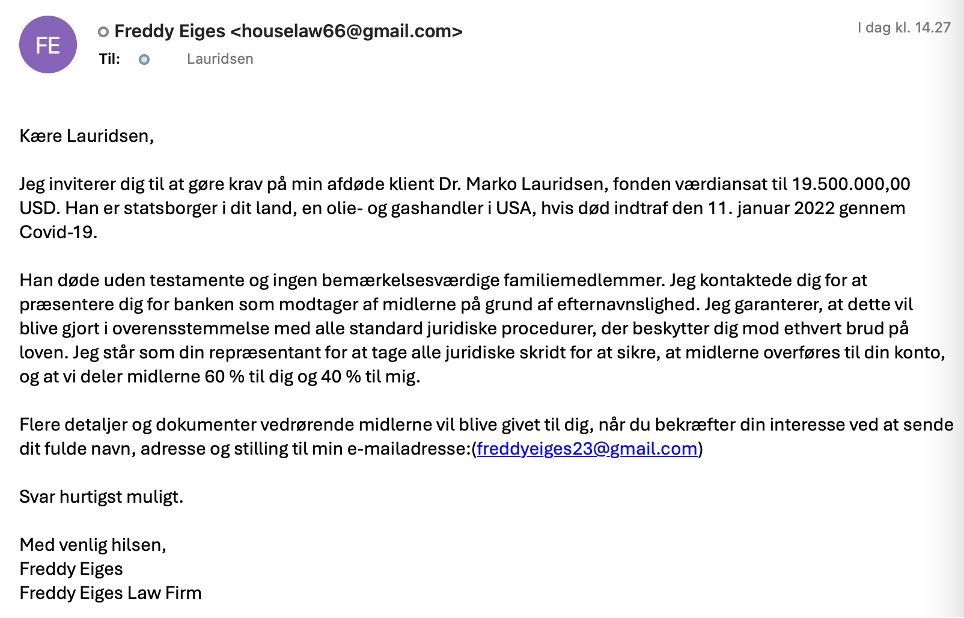 FE
Freddy Eiges <houselaw66@gmail.com>
I dag kl. 14.27
Til: Lauridsen
Kære Lauridsen,
Jeg inviterer dig til at gøre krav på min afdøde klient Dr. Marko Lauridsen, fonden værdiansat til 19.500.000,00
USD. Han er statsborger i dit land, en olie- og gashandler i USA, hvis død indtraf den 11. januar 2022 gennem
Covid-19.
Han døde uden testamente og ingen bemærkelsesværdige familiemedlemmer. Jeg kontaktede dig for at
præsentere dig for banken som modtager af midlerne på grund af efternavnslighed. Jeg garanterer, at dette vil
blive gjort i overensstemmelse med alle standard juridiske procedurer, der beskytter dig mod ethvert brud på
loven. Jeg står som din repræsentant for at tage alle juridiske skridt for at sikre, at midlerne overføres til din konto,
og at vi deler midlerne 60 % til dig og 40 % til mig.
Flere detaljer og dokumenter vedrørende midlerne vil blive givet til dig, når du bekræfter din interesse ved at sende
dit fulde navn, adresse og stilling til min e-mailadresse:(freddyeiges23@gmail.com)
Svar hurtigst muligt.
Med venlig hilsen,
Freddy Eiges
Freddy Eiges Law Firm